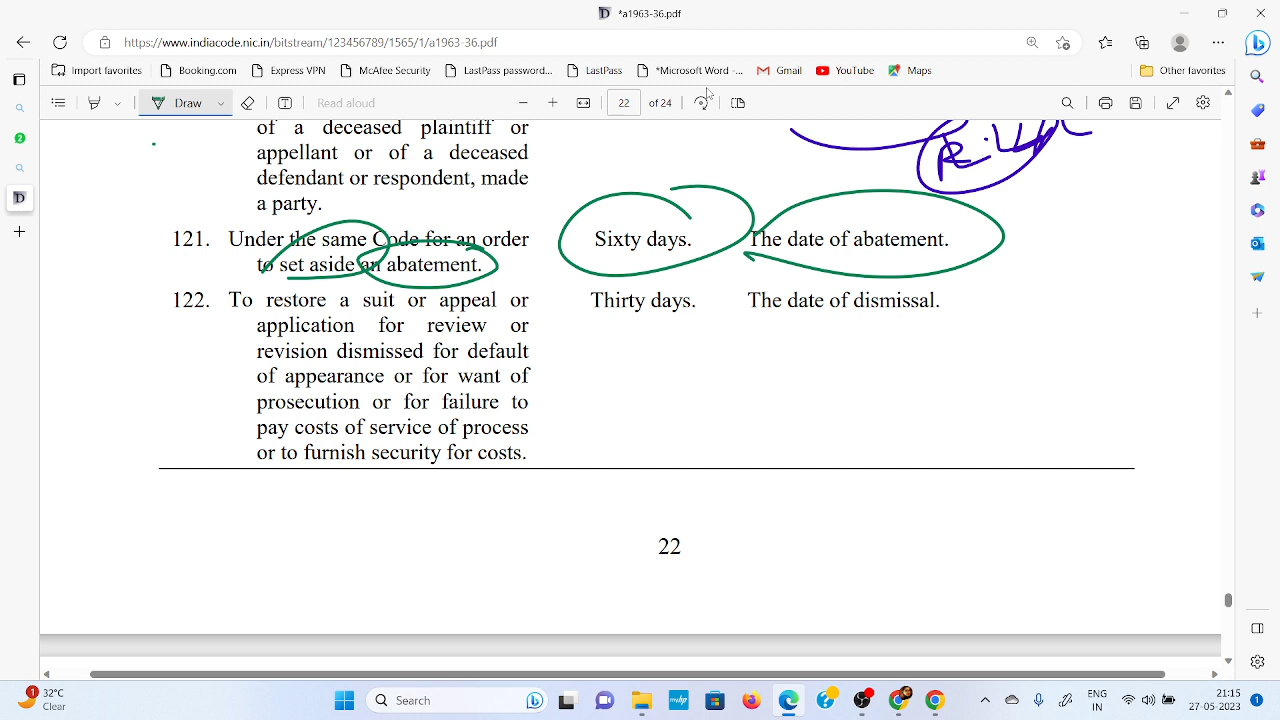 *a1963-36.pdf
https://www.indiacode.nic.in/bitstream/123456789/1565/1/a1963-36.pdf
Import favorites Booking.com Express VPN McAfee Security LastPass password... LastPass *Microsoft Word -... Gmail YouTube Maps Other favorites
Draw Read aloud 22 of 24
of a deceased plaintiff or
appellant or of a deceased
defendant or respondent, made
a party.
121. Under the same Code for an order Sixty days. The date of abatement.
to set aside an abatement.
122. To restore a suit or appeal or Thirty days. The date of dismissal.
application for review or
revision dismissed for default
of appearance or for want of
prosecution or for failure to
pay costs of service of process
or to furnish security for costs.
22
32°C
Clear
Search
ENG
IN
21:15
27-05-2023